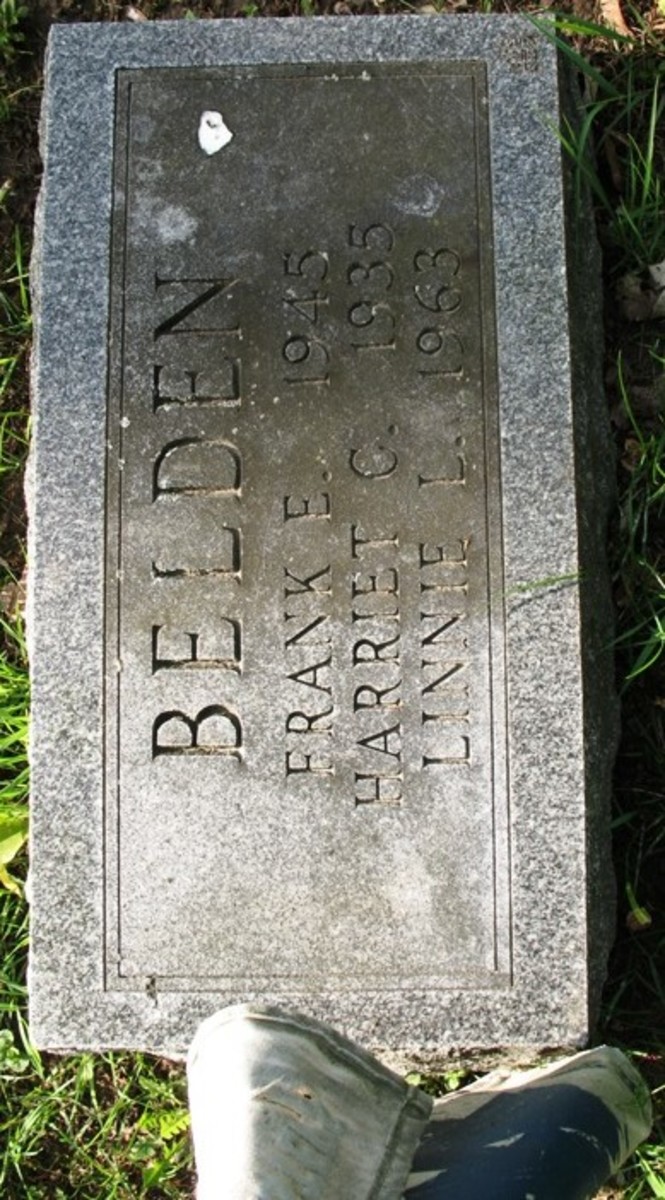 BELDEN
FRANK E. 1945
HARRIET C. 1935
LINNIE L. 1963